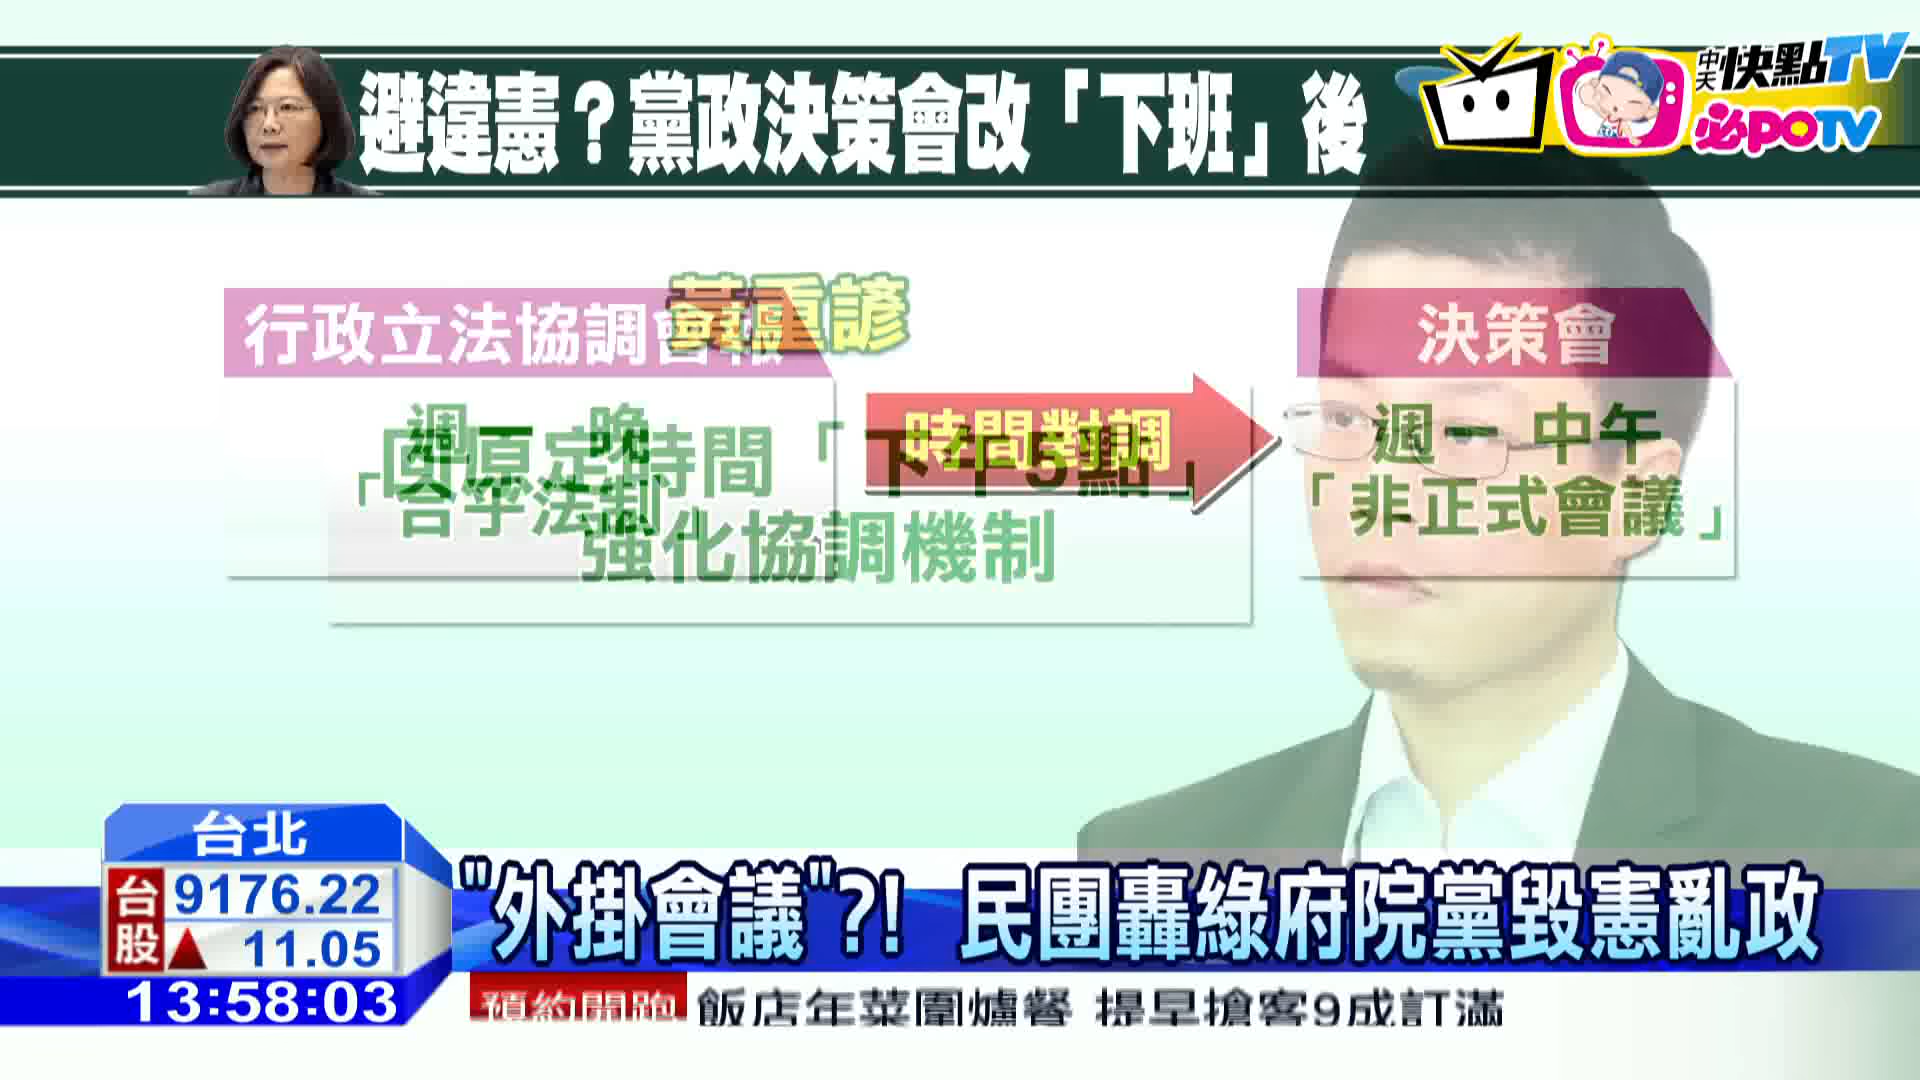 避違憲？黨政決策會改「下班」後
中天快點TV
必POTV
黃重諺
行政立法協調會報
決策會
週一 晚
「合乎法制」
時間對調
週一 中午
「非正式會議」
回原定時間「下午5點」
強化協調機制
台北
台股 9176.22
▲ 11.05
13:58:03
"外掛會議"?! 民團轟綠府院黨毀憲亂政
預約開跑 飯店年菜圍爐餐 提早搶客9成訂滿